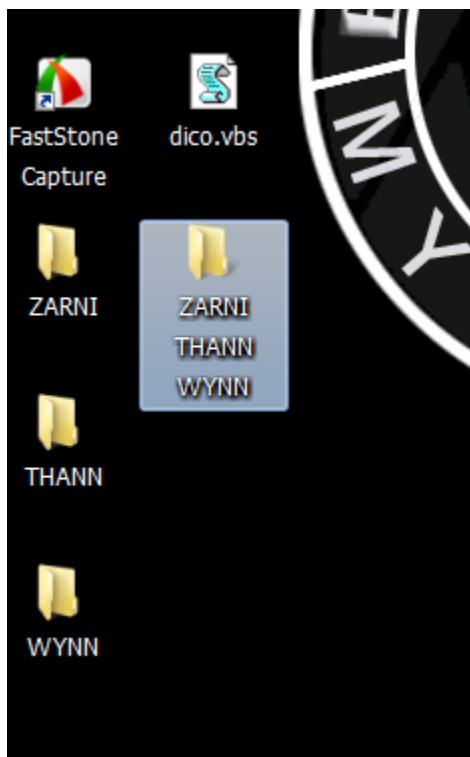 FastStone
Capture
dico.vbs
ZARNI
ZARNI
THANN
WYNN
THANN
WYNN
M
Y